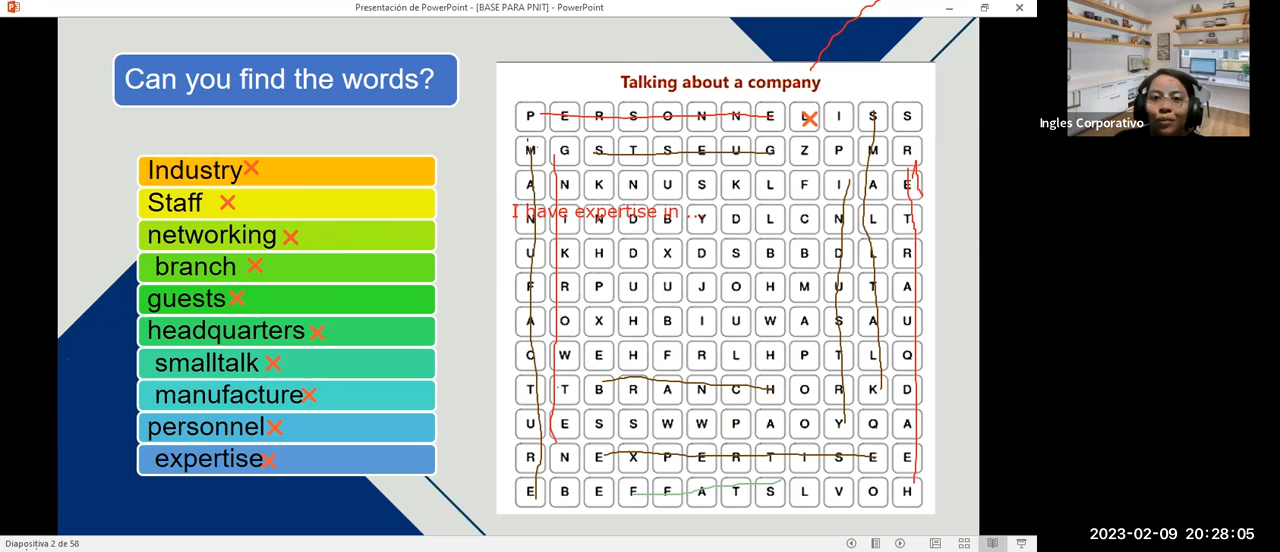 Presentación de PowerPoint - [BASE PARA PNIT] - PowerPoint
Can you find the words?
Industry
Staff
networking
branch
guests
headquarters
smalltalk
manufacture
personnel
expertise
Talking about a company
P E R S O N N E L I S S
M G S T S E U G Z P M R
A N K N U S K L F I A E
N I N D B Y D L C N L T
U K H D X D S B B D L R
F R P U U J O H M U T A
A O X H B I U W A S A U
C W E H F R L H P T L Q
T T B R A N C H O R K D
U E S S W W P A O Y Q A
R N E X P E R T I S E E
E B E F F A T S L V O H
I have expertise in ...
Ingles Corporativo
Diapositiva 2 de 58
2023-02-09 20:28:05